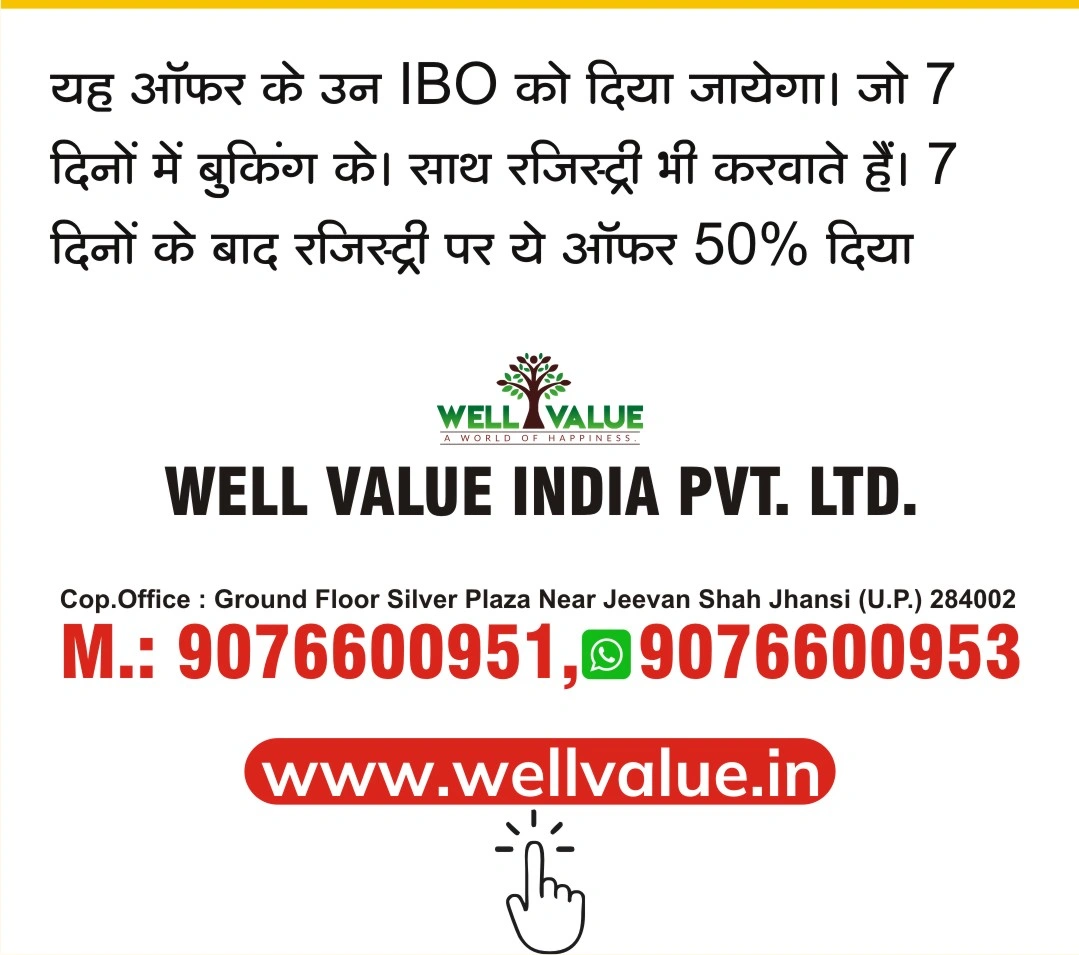 यह ऑफर के उन IBO को दिया जायेगा। जो 7
दिनों में बुकिंग के। साथ रजिस्ट्री भी करवाते हैं। 7
दिनों के बाद रजिस्ट्री पर ये ऑफर 50% दिया
WELL VALUE
A WORLD OF HAPPINESS.
WELL VALUE INDIA PVT. LTD.
Cop.Office : Ground Floor Silver Plaza Near Jeevan Shah Jhansi (U.P.) 284002
M.: 9076600951, 9076600953
www.wellvalue.in